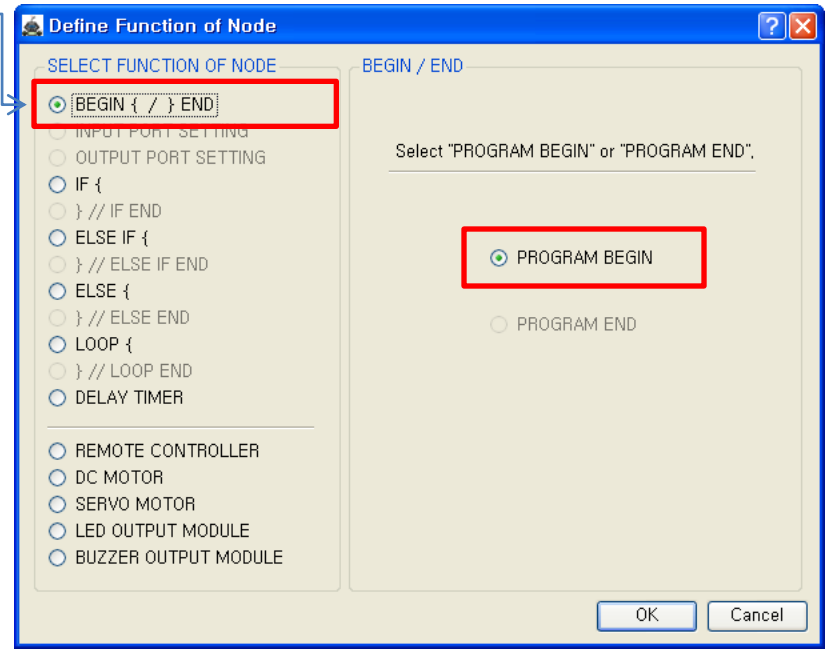 Define Function of Node
SELECT FUNCTION OF NODE
BEGIN { / } END
INPUT PORT SETTING
OUTPUT PORT SETTING
IF {
} // IF END
ELSE IF {
} // ELSE IF END
ELSE {
} // ELSE END
LOOP {
} // LOOP END
DELAY TIMER
REMOTE CONTROLLER
DC MOTOR
SERVO MOTOR
LED OUTPUT MODULE
BUZZER OUTPUT MODULE
BEGIN / END
Select "PROGRAM BEGIN" or "PROGRAM END",
PROGRAM BEGIN
PROGRAM END
OK
Cancel